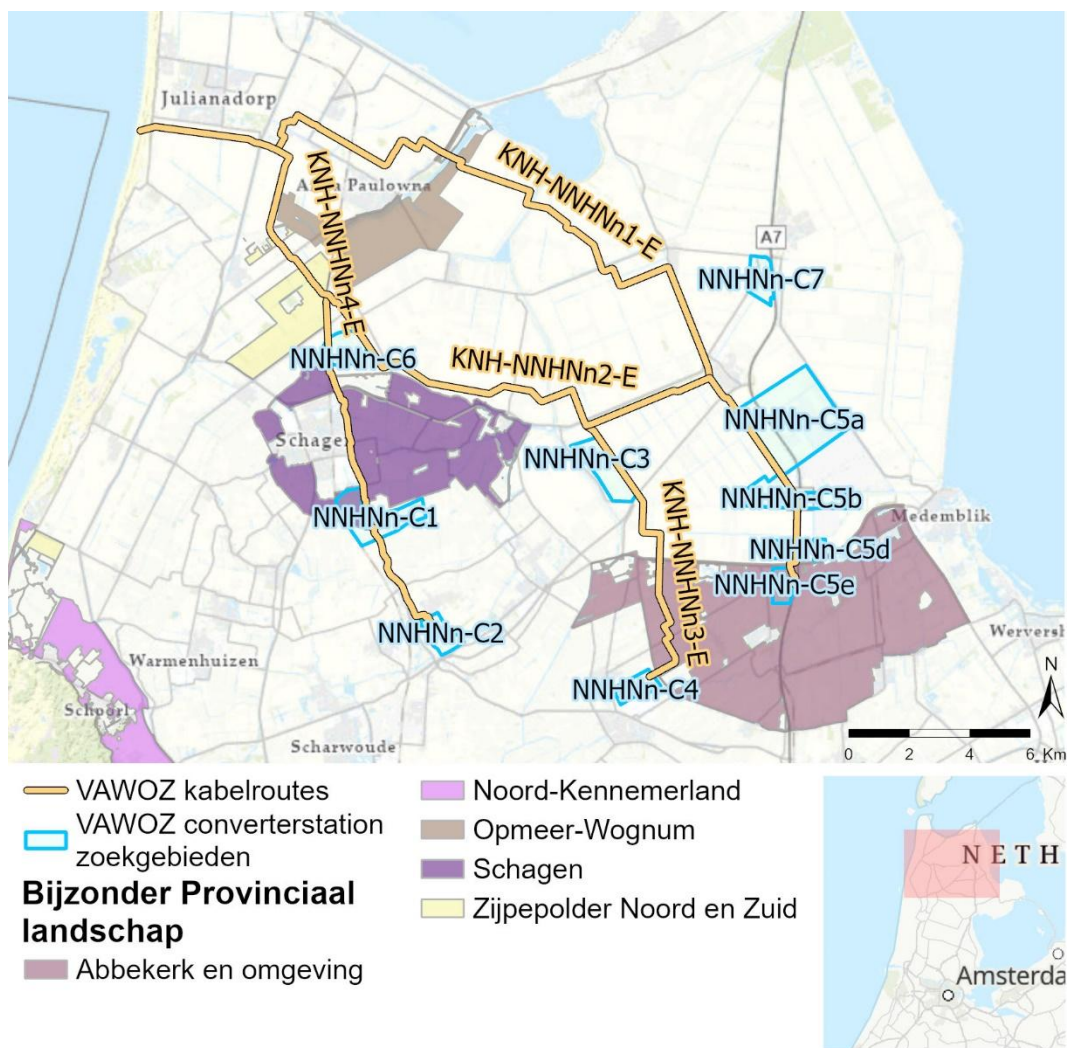 Julianadorp
Anna Paulowna
KNH-NNHNn1-E
KNH-NNHNn4-E
A7
NNHNn-C7
NNHNn-C6
KNH-NNHNn2-E
NNHNn-C5a
Schagen
NNHNn-C3
NNHNn-C1
NNHNn-C5b
KNH-NNHNn3-E
Medemblik
NNHNn-C5d
NNHNn-C5e
NNHNn-C2
Werversh
Warmenhuizen
NNHNn-C4
N
Schoorl
Scharwoude
0 2 4 6 Km
VAWOZ kabelroutes
VAWOZ converterstation
zoekgebieden
Bijzonder Provinciaal
landschap
Abbekerk en omgeving
Noord-Kennemerland
Opmeer-Wognum
Schagen
Zijpepolder Noord en Zuid
NETH
Amsterda